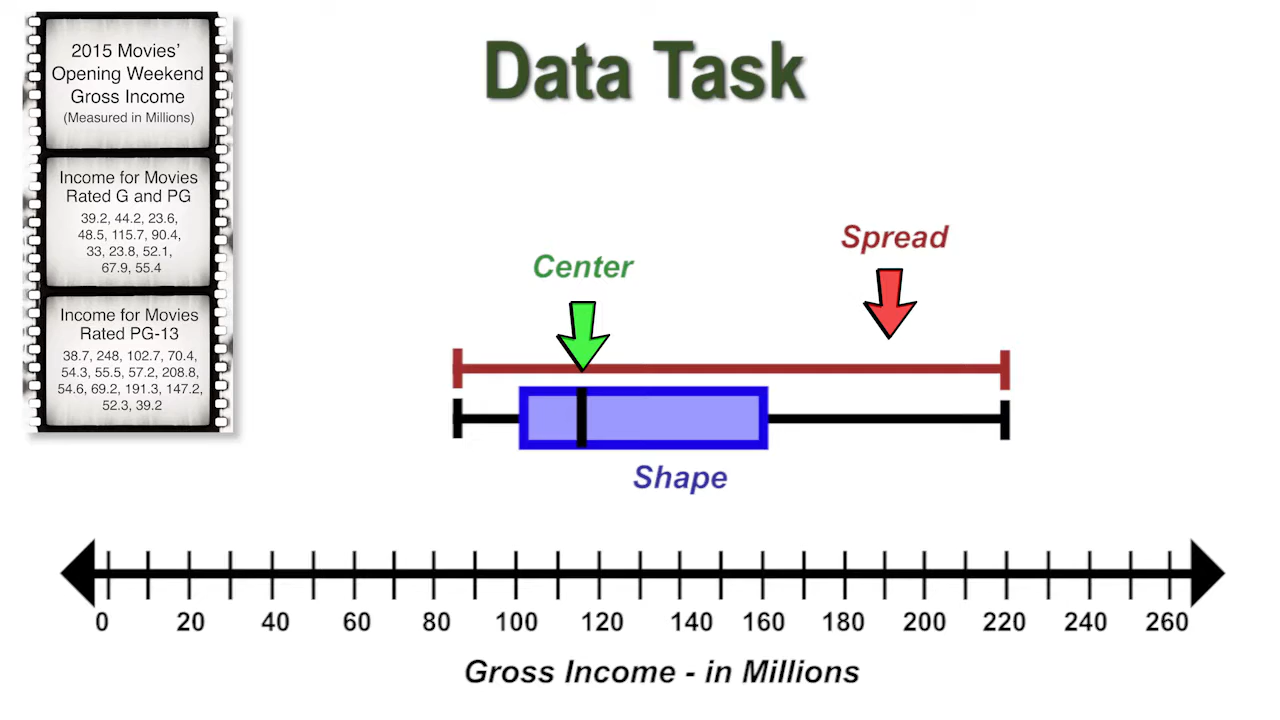 Data Task
2015 Movies'
Opening Weekend
Gross Income
(Measured in Millions)
Income for Movies
Rated G and PG
39.2, 44.2, 23.6,
48.5, 115.7, 90.4,
33, 23.8, 52.1,
67.9, 55.4
Income for Movies
Rated PG-13
38.7, 248, 102.7, 70.4,
54.3, 55.5, 57.2, 208.8,
54.6, 69.2, 191.3, 147.2,
52.3, 39.2
Spread
Center
Shape
0 20 40 60 80 100 120 140 160 180 200 220 240 260
Gross Income - in Millions